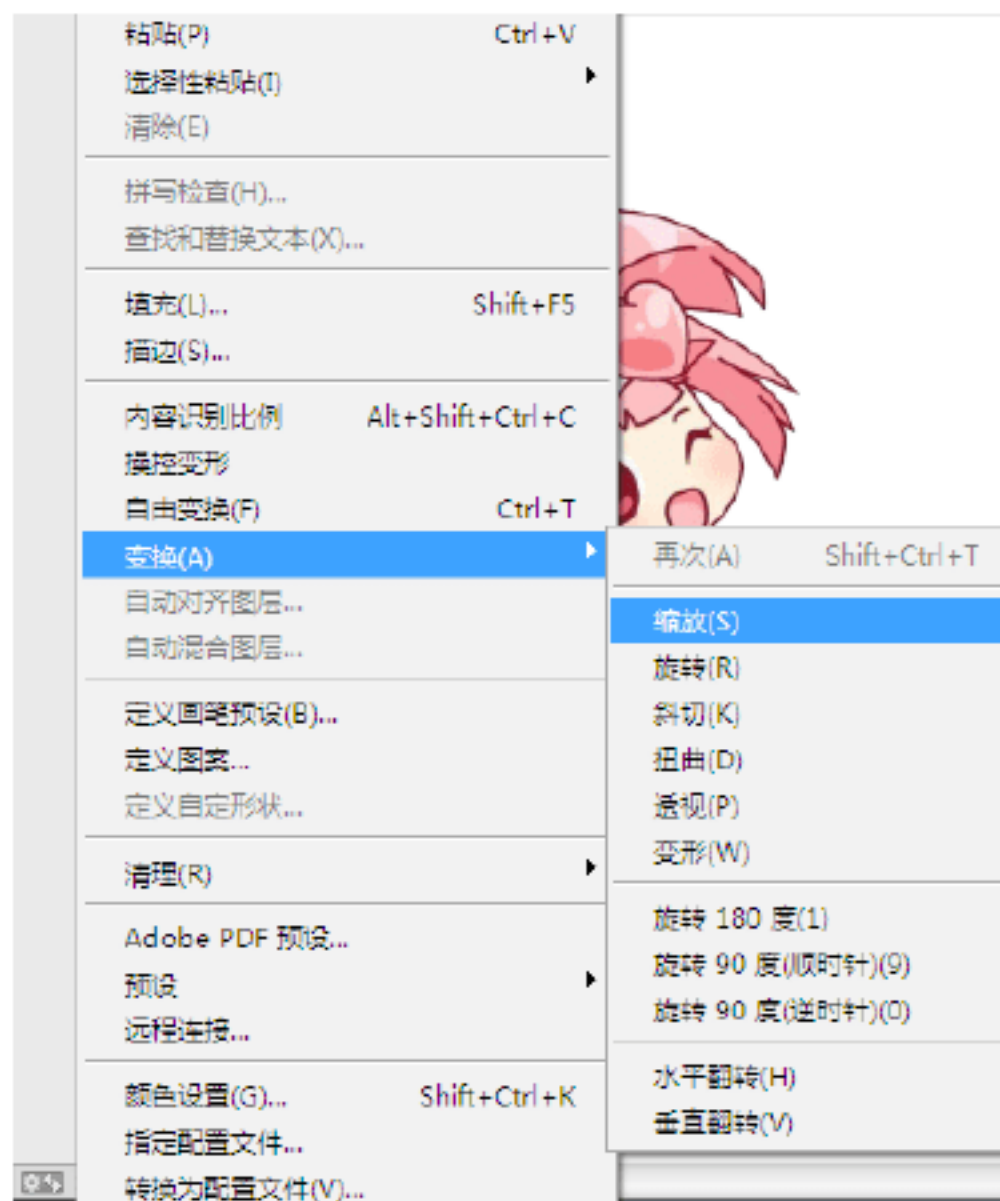 粘贴(P) Ctrl+V
选择性粘贴(I)
清除(E)
拼写检查(H)...
查找和替换文本(X)...
填充(L)... Shift+F5
描边(S)...
内容识别比例 Alt+Shift+Ctrl+C
操控变形
自由变换(F) Ctrl+T
变换(A)
自动对齐图层...
自动混合图层...
定义画笔预设(B)...
定义图案...
定义自定形状...
清理(R)
Adobe PDF 预设...
预设
远程连接...
颜色设置(G)... Shift+Ctrl+K
指定配置文件...
转换为配置文件(V)...
再次(A) Shift+Ctrl+T
缩放(S)
旋转(R)
斜切(K)
扭曲(D)
透视(P)
变形(W)
旋转 180 度(1)
旋转 90 度(顺时针)(9)
旋转 90 度(逆时针)(0)
水平翻转(H)
垂直翻转(V)